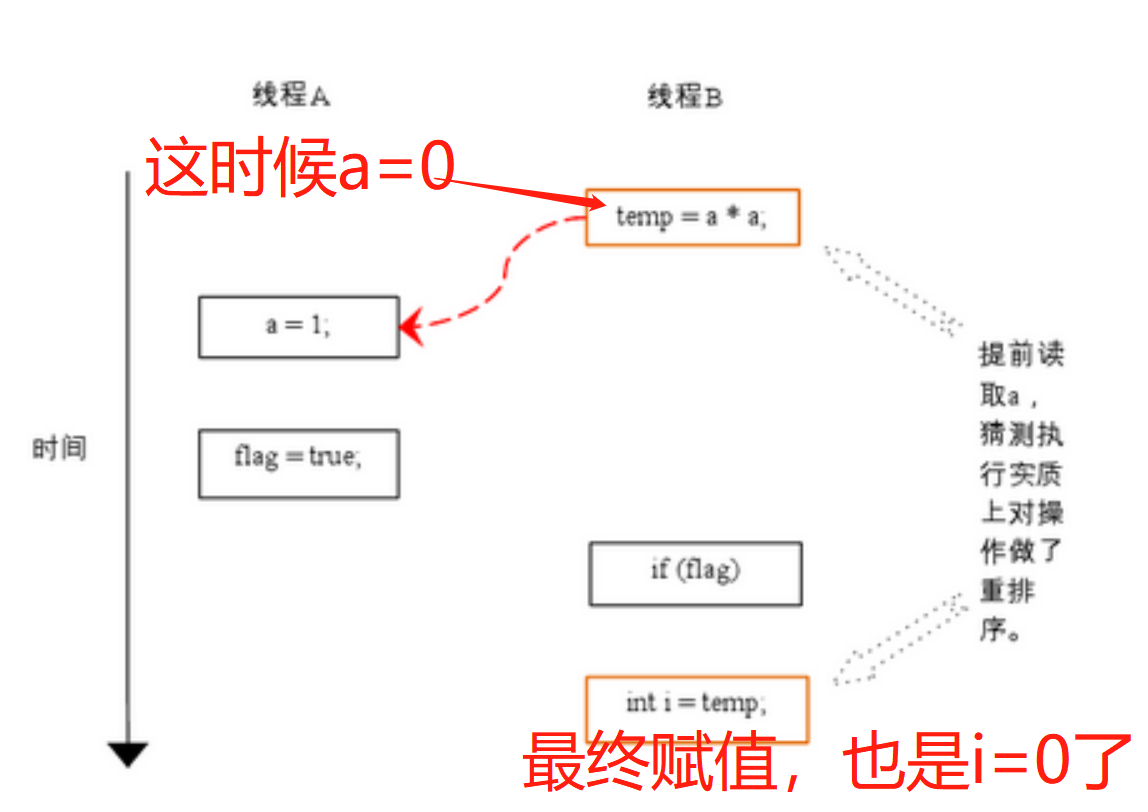 线程A
线程B
这时候a=0
temp = a * a;
a = 1;
提前读
取a，
猜测执
行实质
上对操
作做了
重排
序。
时间
flag = true;
if (flag)
int i = temp;
最终赋值，也是i=0了